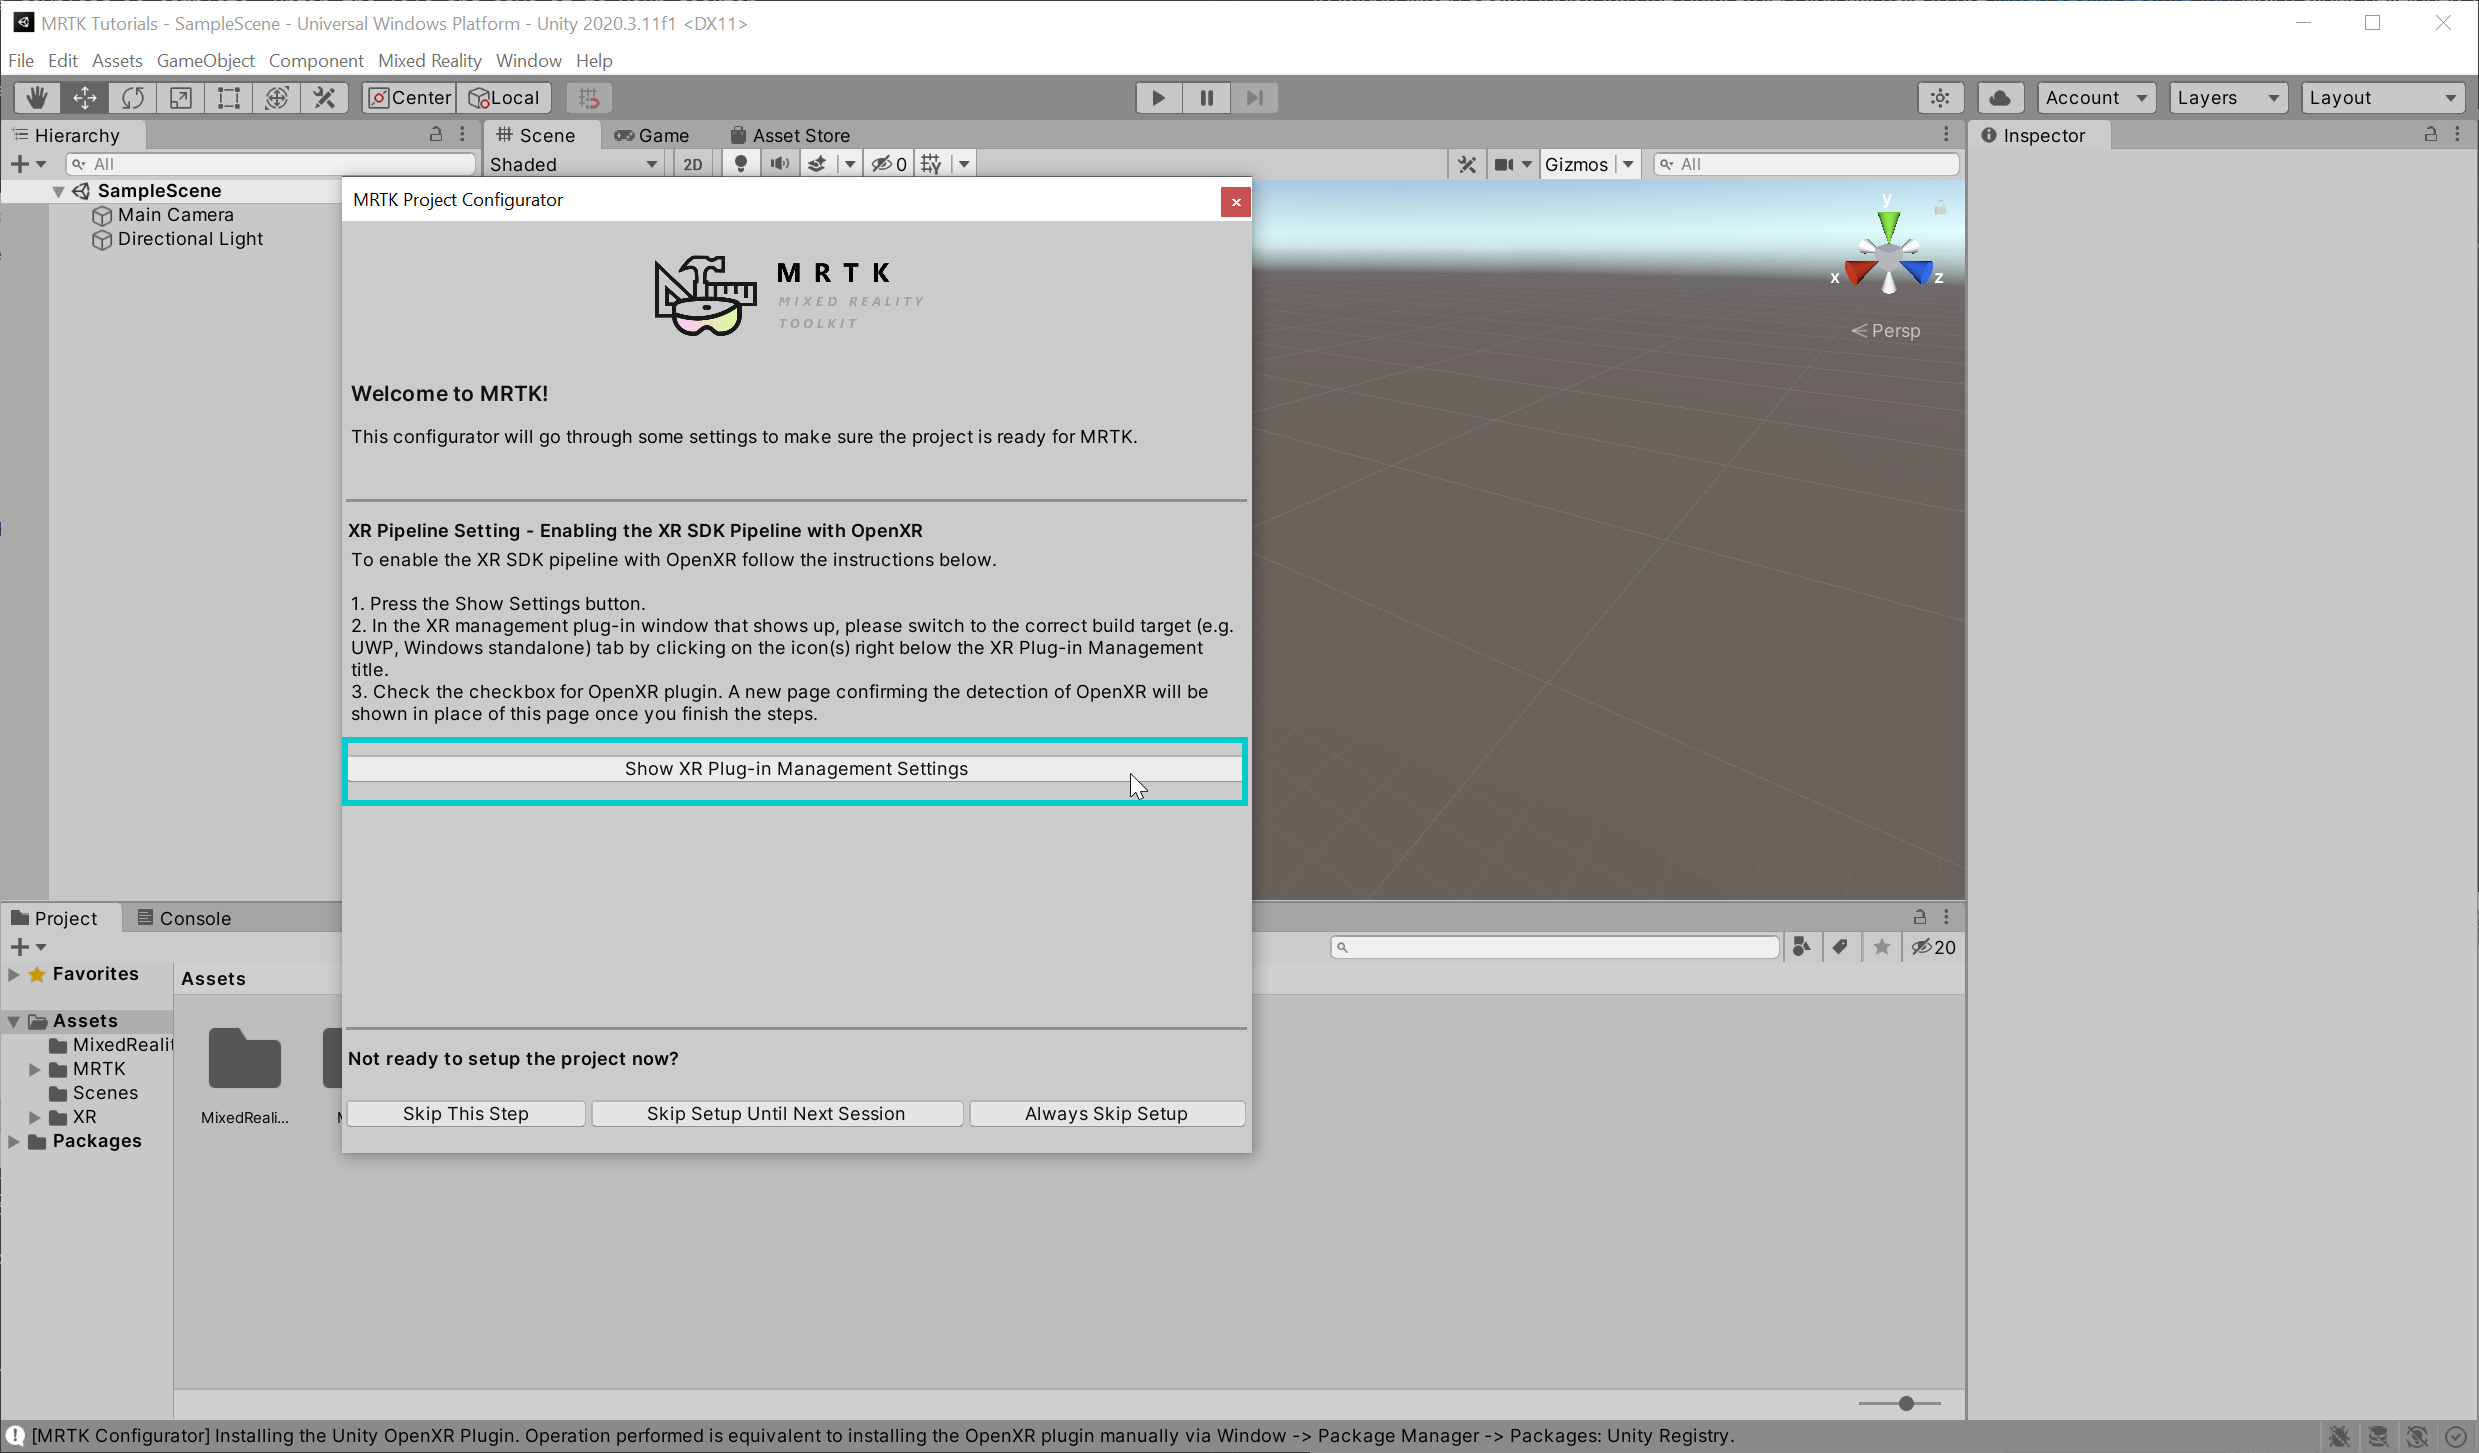 MRTK Tutorials - SampleScene - Universal Windows Platform - Unity 2020.3.11f1 <DX11>
File Edit Assets GameObject Component Mixed Reality Window Help
Center Local Account Layers Layout
Hierarchy
Scene Game Asset Store
Inspector
All
Shaded 2D 0 Gizmos All
SampleScene
Main Camera
Directional Light
MRTK Project Configurator
MRTK
MIXED REALITY
TOOLKIT
y
x
z
Persp
Welcome to MRTK!
This configurator will go through some settings to make sure the project is ready for MRTK.
XR Pipeline Setting - Enabling the XR SDK Pipeline with OpenXR
To enable the XR SDK pipeline with OpenXR follow the instructions below.
1. Press the Show Settings button.
2. In the XR management plug-in window that shows up, please switch to the correct build target (e.g.
UWP, Windows standalone) tab by clicking on the icon(s) right below the XR Plug-in Management
title.
3. Check the checkbox for OpenXR plugin. A new page confirming the detection of OpenXR will be
shown in place of this page once you finish the steps.
Show XR Plug-in Management Settings
Not ready to setup the project now?
Skip This Step Skip Setup Until Next Session Always Skip Setup
Project Console
20
Favorites
Assets
MixedRealit
MRTK
Scenes
XR
Packages
Assets
MixedReali...
[MRTK Configurator] Installing the Unity OpenXR Plugin. Operation performed is equivalent to installing the OpenXR plugin manually via Window -> Package Manager -> Packages: Unity Registry.